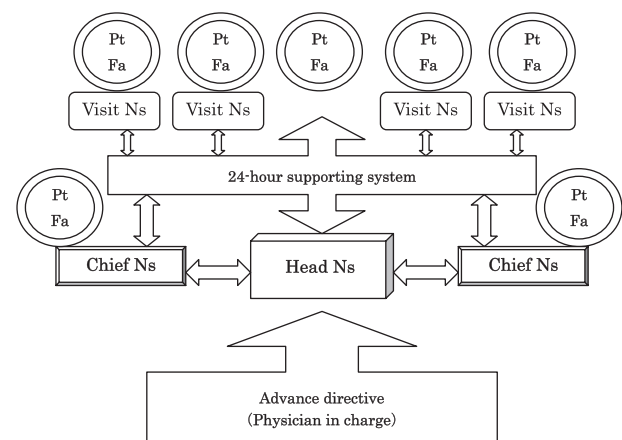 Pt
Fa
Pt
Fa
Pt
Fa
Pt
Fa
Pt
Fa
Visit Ns
Visit Ns
Visit Ns
Visit Ns
24-hour supporting system
Pt
Fa
Pt
Fa
Chief Ns
Head Ns
Chief Ns
Advance directive
(Physician in charge)